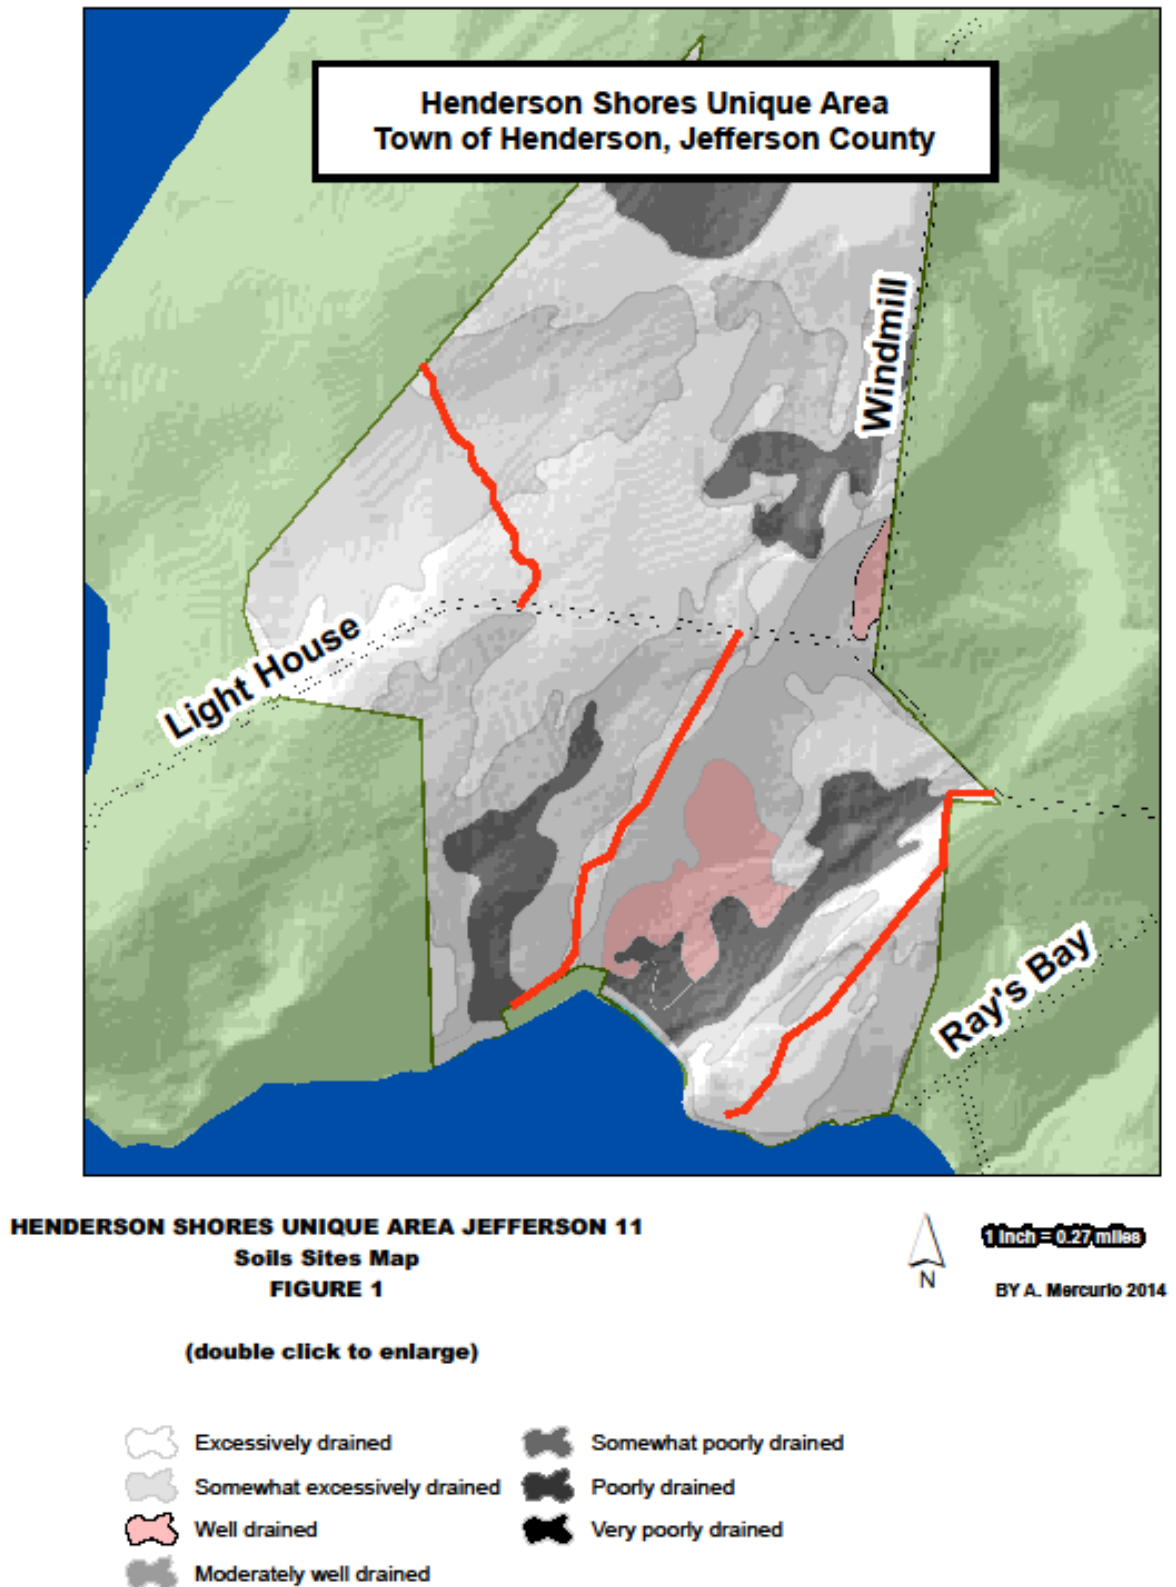 Henderson Shores Unique Area
Town of Henderson, Jefferson County
Windmill
Light House
Ray's Bay
HENDERSON SHORES UNIQUE AREA JEFFERSON 11
Soils Sites Map
FIGURE 1
(double click to enlarge)
N
1 inch = 0.27 miles
BY A. Mercurio 2014
Excessively drained
Somewhat excessively drained
Well drained
Moderately well drained
Somewhat poorly drained
Poorly drained
Very poorly drained